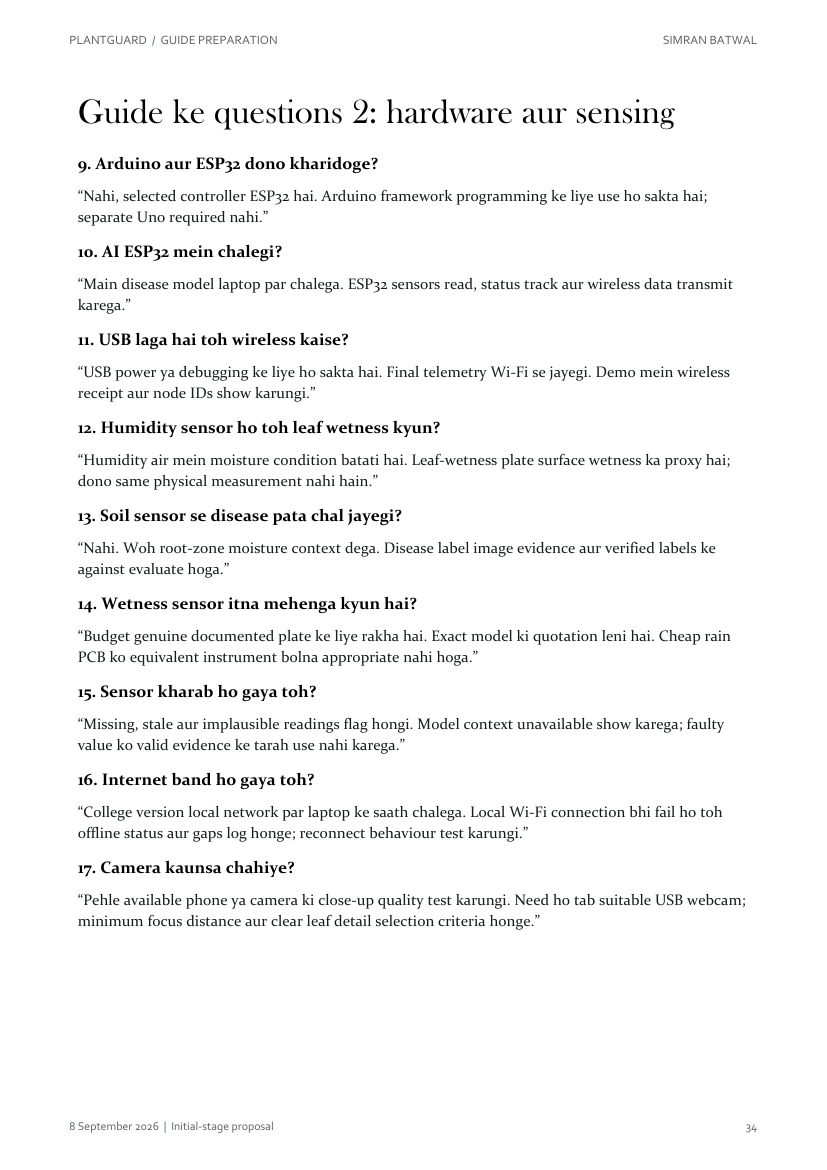 PLANTGUARD / GUIDE PREPARATION
SIMRAN BATWAL
Guide ke questions 2: hardware aur sensing
9. Arduino aur ESP32 dono kharidoge?
“Nahi, selected controller ESP32 hai. Arduino framework programming ke liye use ho sakta hai;
separate Uno required nahi.”
10. AI ESP32 mein chalegi?
“Main disease model laptop par chalega. ESP32 sensors read, status track aur wireless data transmit
karega.”
11. USB laga hai toh wireless kaise?
“USB power ya debugging ke liye ho sakta hai. Final telemetry Wi-Fi se jayegi. Demo mein wireless
receipt aur node IDs show karungi.”
12. Humidity sensor ho toh leaf wetness kyun?
“Humidity air mein moisture condition batati hai. Leaf-wetness plate surface wetness ka proxy hai;
dono same physical measurement nahi hain.”
13. Soil sensor se disease pata chal jayegi?
“Nahi. Woh root-zone moisture context dega. Disease label image evidence aur verified labels ke
against evaluate hoga.”
14. Wetness sensor itna mehenga kyun hai?
“Budget genuine documented plate ke liye rakha hai. Exact model ki quotation leni hai. Cheap rain
PCB ko equivalent instrument bolna appropriate nahi hoga.”
15. Sensor kharab ho gaya toh?
“Missing, stale aur implausible readings flag hongi. Model context unavailable show karega; faulty
value ko valid evidence ke tarah use nahi karega.”
16. Internet band ho gaya toh?
“College version local network par laptop ke saath chalega. Local Wi-Fi connection bhi fail ho toh
offline status aur gaps log honge; reconnect behaviour test karungi.”
17. Camera kaunsa chahiye?
“Pehle available phone ya camera ki close-up quality test karungi. Need ho tab suitable USB webcam;
minimum focus distance aur clear leaf detail selection criteria honge.”
8 September 2026 | Initial-stage proposal
34